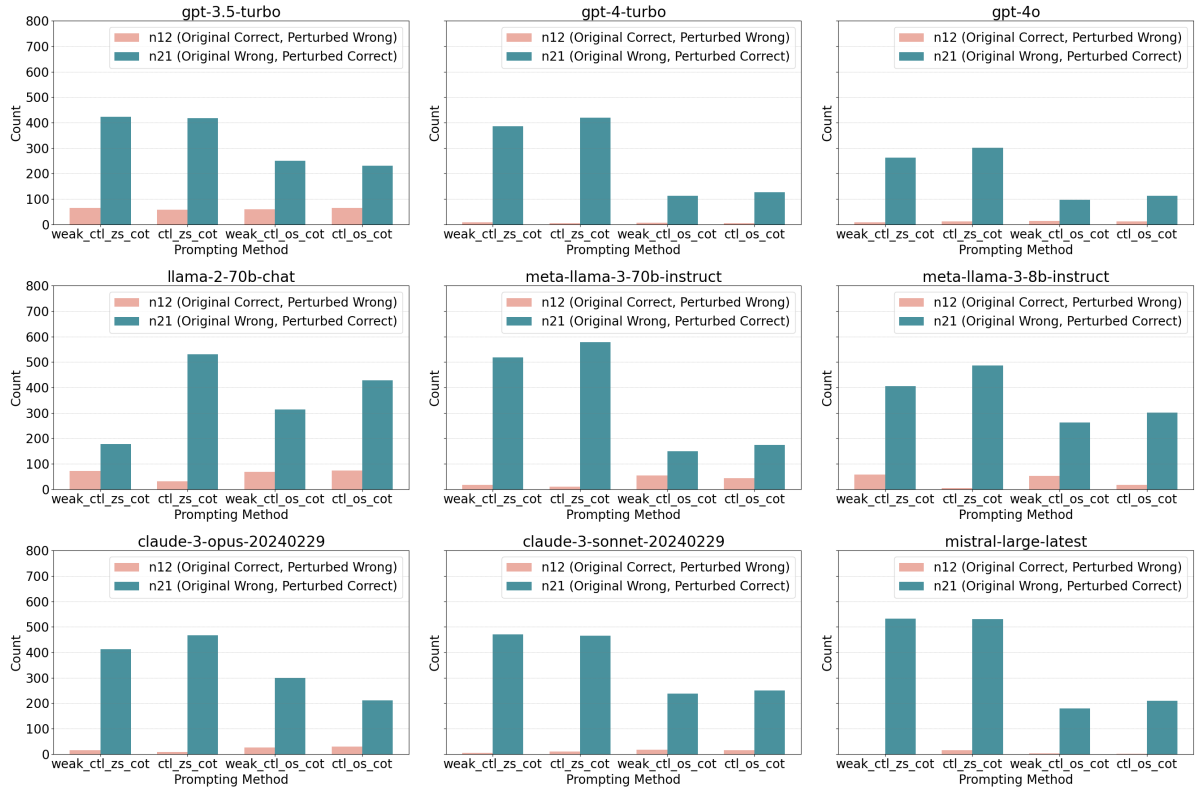 gpt-3.5-turbo
800
700
600
500
400
300
200
100
0
Count
n12 (Original Correct, Perturbed Wrong)
n21 (Original Wrong, Perturbed Correct)
weak_ctl_zs_cot ctl_zs_cot weak_ctl_os_cot ctl_os_cot
Prompting Method
gpt-4-turbo
Count
n12 (Original Correct, Perturbed Wrong)
n21 (Original Wrong, Perturbed Correct)
weak_ctl_zs_cot ctl_zs_cot weak_ctl_os_cot ctl_os_cot
Prompting Method
gpt-4o
Count
n12 (Original Correct, Perturbed Wrong)
n21 (Original Wrong, Perturbed Correct)
weak_ctl_zs_cot ctl_zs_cot weak_ctl_os_cot ctl_os_cot
Prompting Method
llama-2-70b-chat
800
700
600
500
400
300
200
100
0
Count
n12 (Original Correct, Perturbed Wrong)
n21 (Original Wrong, Perturbed Correct)
weak_ctl_zs_cot ctl_zs_cot weak_ctl_os_cot ctl_os_cot
Prompting Method
meta-llama-3-70b-instruct
Count
n12 (Original Correct, Perturbed Wrong)
n21 (Original Wrong, Perturbed Correct)
weak_ctl_zs_cot ctl_zs_cot weak_ctl_os_cot ctl_os_cot
Prompting Method
meta-llama-3-8b-instruct
Count
n12 (Original Correct, Perturbed Wrong)
n21 (Original Wrong, Perturbed Correct)
weak_ctl_zs_cot ctl_zs_cot weak_ctl_os_cot ctl_os_cot
Prompting Method
claude-3-opus-20240229
800
700
600
500
400
300
200
100
0
Count
n12 (Original Correct, Perturbed Wrong)
n21 (Original Wrong, Perturbed Correct)
weak_ctl_zs_cot ctl_zs_cot weak_ctl_os_cot ctl_os_cot
Prompting Method
claude-3-sonnet-20240229
Count
n12 (Original Correct, Perturbed Wrong)
n21 (Original Wrong, Perturbed Correct)
weak_ctl_zs_cot ctl_zs_cot weak_ctl_os_cot ctl_os_cot
Prompting Method
mistral-large-latest
Count
n12 (Original Correct, Perturbed Wrong)
n21 (Original Wrong, Perturbed Correct)
weak_ctl_zs_cot ctl_zs_cot weak_ctl_os_cot ctl_os_cot
Prompting Method